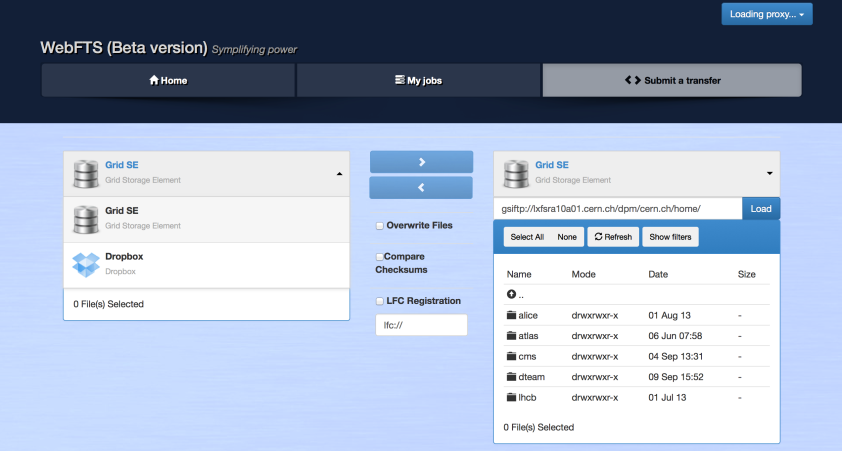 Loading proxy...
WebFTS (Beta version) Symplifying power
Home
My jobs
Submit a transfer
Grid SE
Grid Storage Element
Grid SE
Grid Storage Element
Dropbox
Dropbox
0 File(s) Selected
Overwrite Files
Compare
Checksums
LFC Registration
lfc://
Grid SE
Grid Storage Element
gsiftp://lxfsra10a01.cern.ch/dpm/cern.ch/home/ Load
Select All None Refresh Show filters
Name Mode Date Size
..
alice drwxrwxr-x 01 Aug 13 -
atlas drwxrwxr-x 06 Jun 07:58 -
cms drwxrwxr-x 04 Sep 13:31 -
dteam drwxrwxr-x 09 Sep 15:52 -
lhcb drwxrwxr-x 01 Jul 13 -
0 File(s) Selected